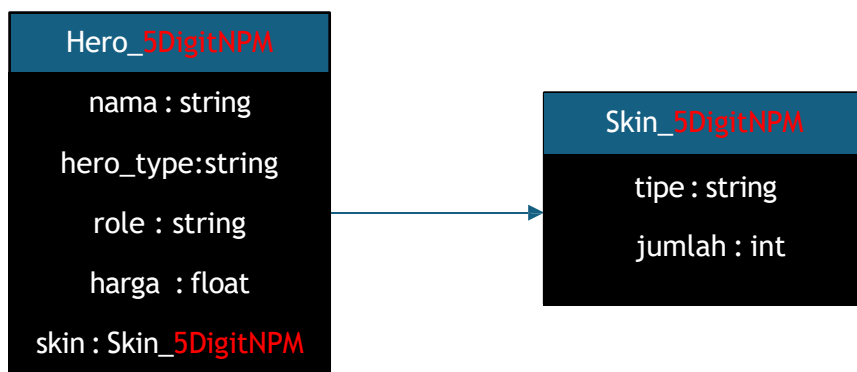 Hero_5DigitNPM
nama : string
hero_type:string
role : string
harga : float
skin : Skin_5DigitNPM
Skin_5DigitNPM
tipe : string
jumlah : int